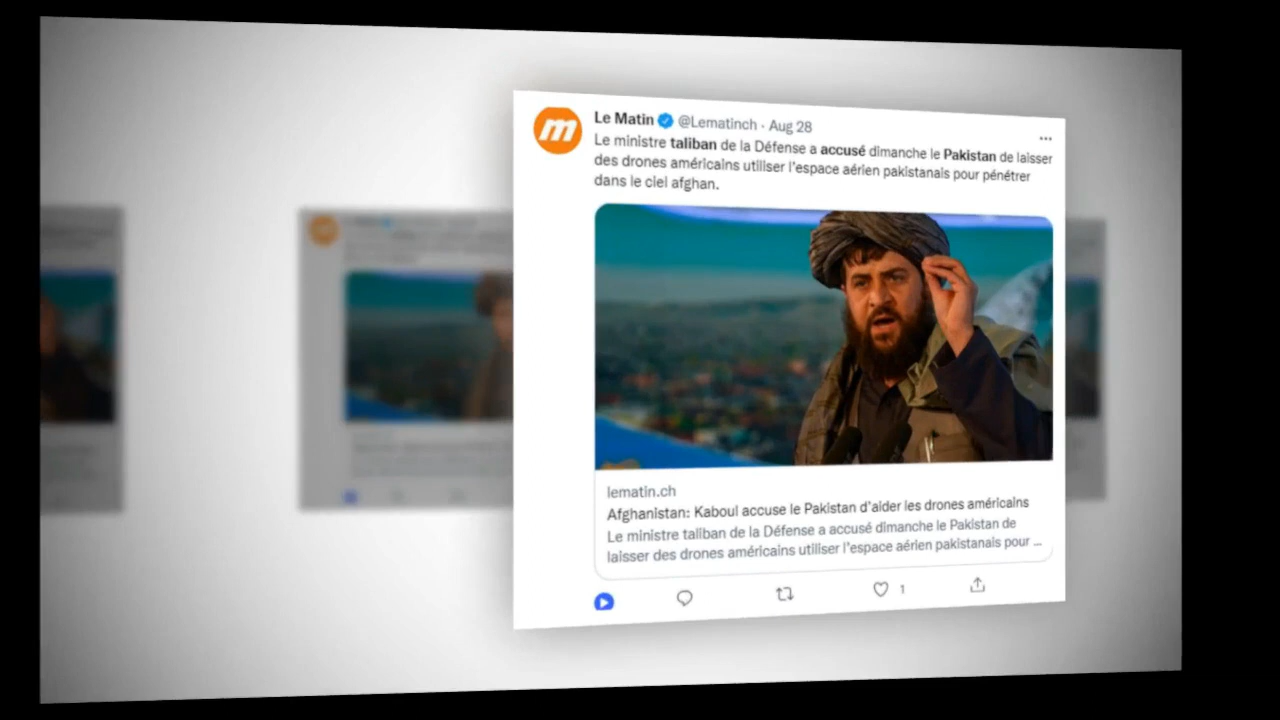 Le Matin @Lematinch · Aug 28
Le ministre taliban de la Défense a accusé dimanche le Pakistan de laisser
des drones américains utiliser l'espace aérien pakistanais pour pénétrer
dans le ciel afghan.
lematin.ch
Afghanistan: Kaboul accuse le Pakistan d'aider les drones américains
Le ministre taliban de la Défense a accusé dimanche le Pakistan de
laisser des drones américains utiliser l'espace aérien pakistanais pour ...
1